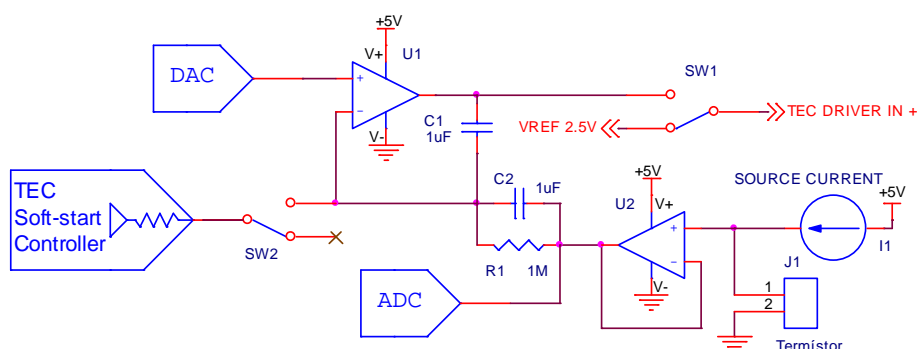 +5V
V+
U1
DAC
+
−
V-
C1
1uF
SW1
VREF 2.5V
TEC DRIVER IN +
TEC
Soft-start
Controller
SW2
C2
1uF
R1
1M
ADC
U2
+5V
V+
+
−
V-
SOURCE CURRENT
+5V
I1
J1
1
2
Termístor